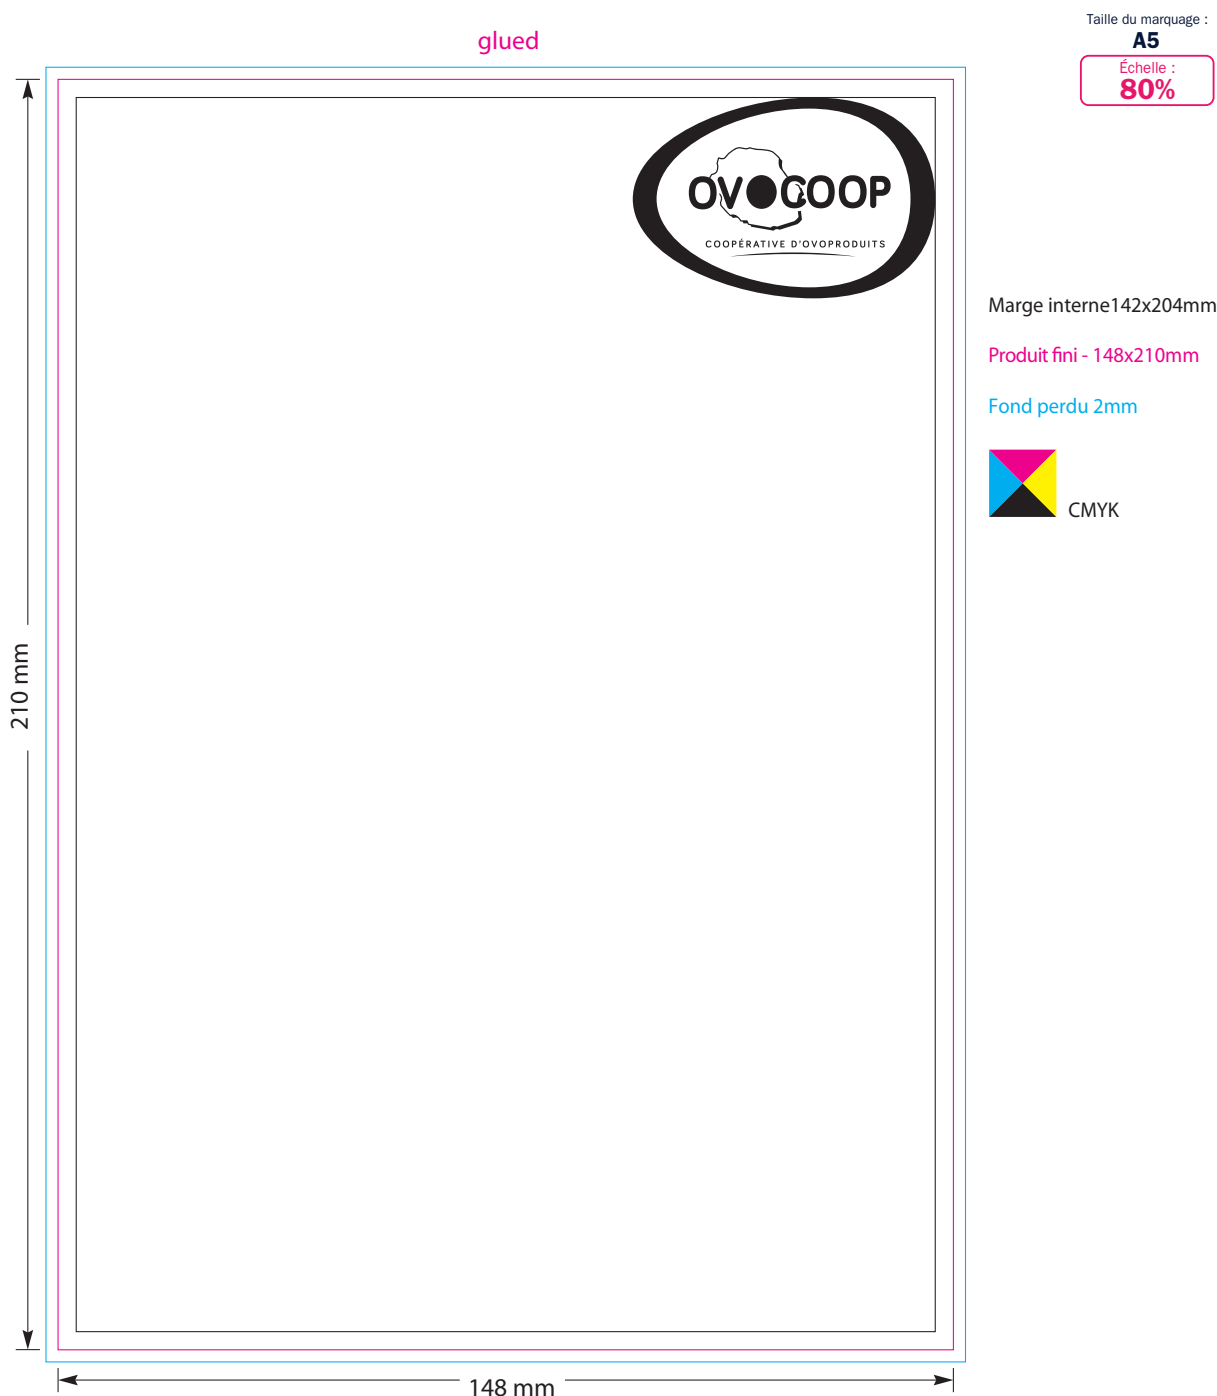 Taille du marquage :
A5
Échelle :
80%
glued
OVOCOOP
COOPÉRATIVE D'OVOPRODUITS
Marge interne142x204mm
Produit fini - 148x210mm
Fond perdu 2mm
CMYK
210 mm
148 mm